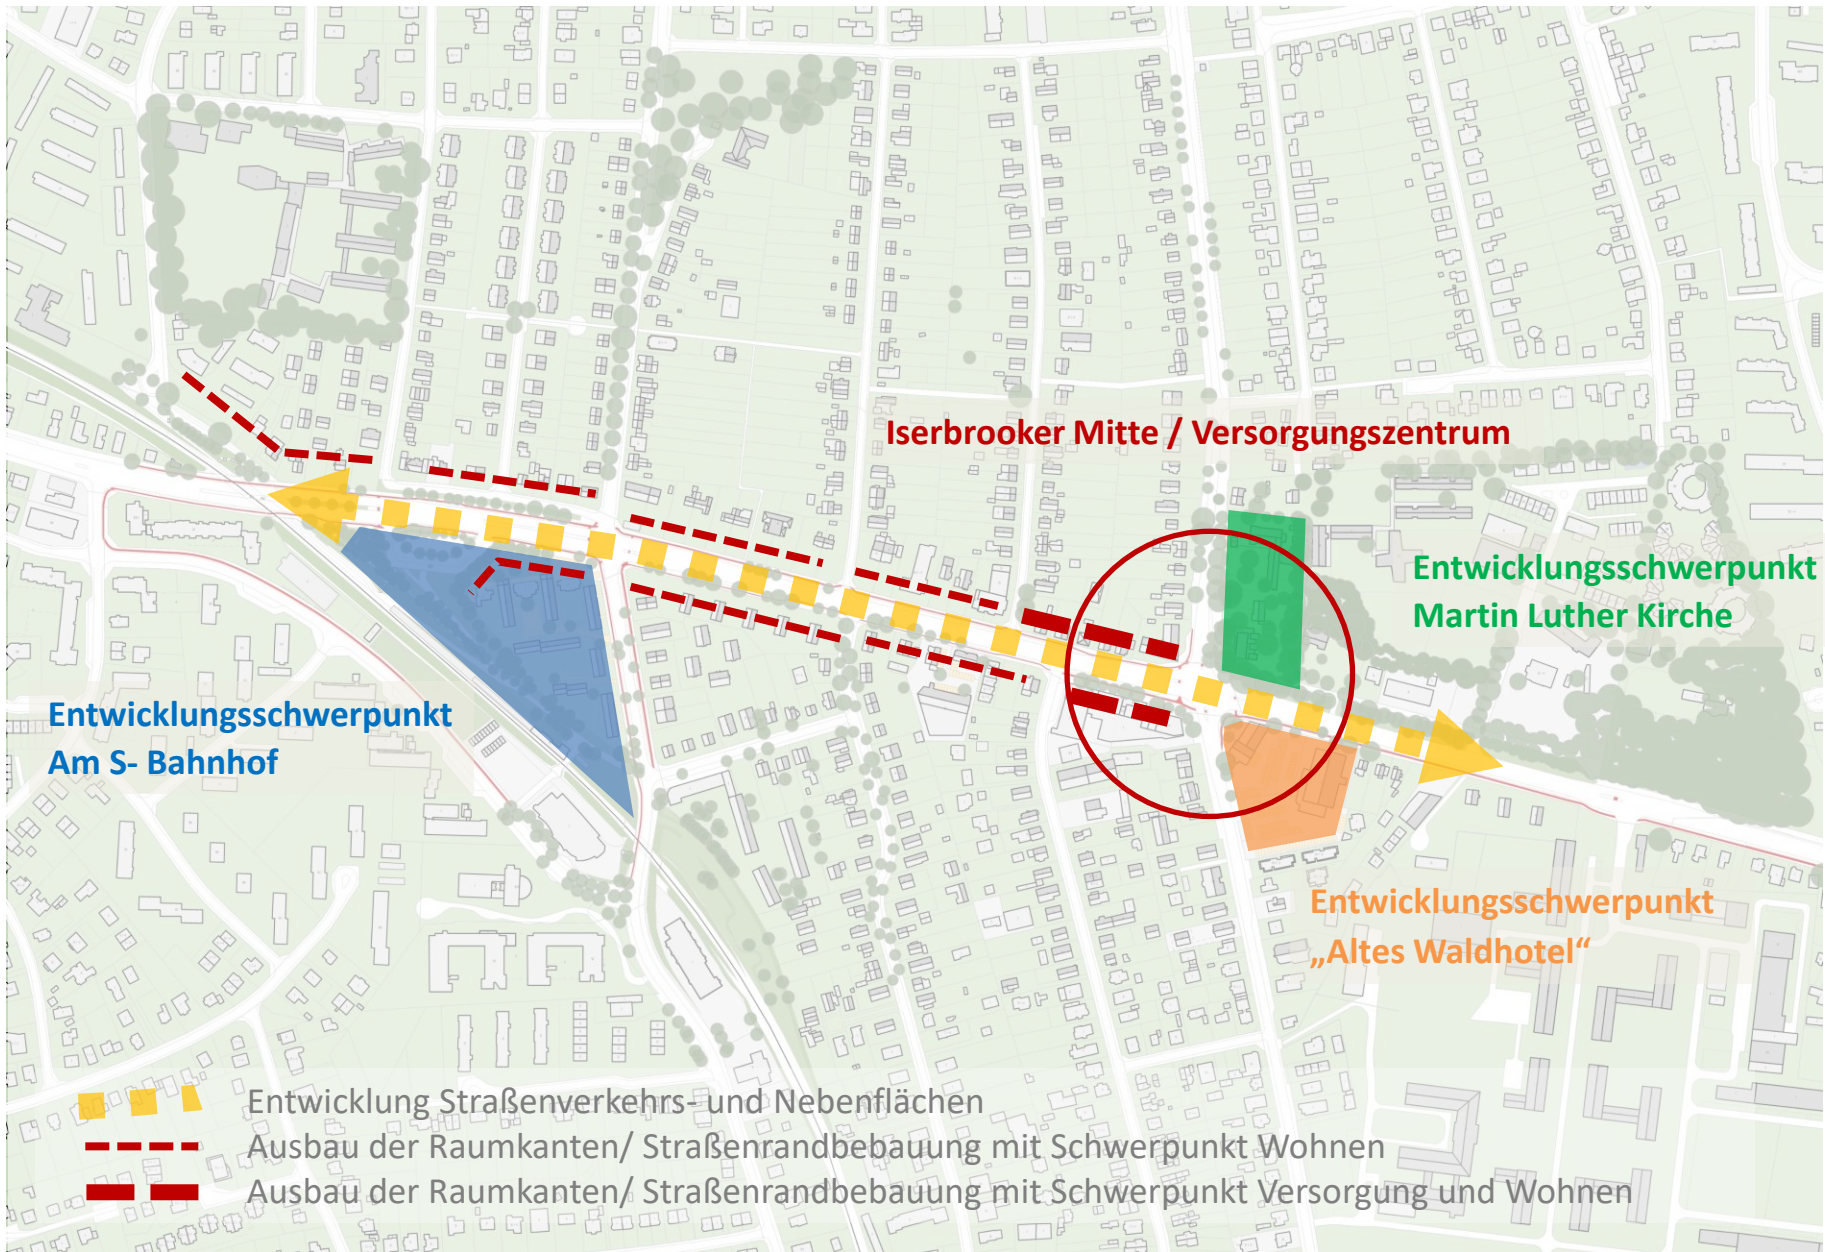 Iserbrooker Mitte / Versorgungszentrum
Entwicklungsschwerpunkt
Martin Luther Kirche
Entwicklungsschwerpunkt
Am S- Bahnhof
Entwicklungsschwerpunkt
„Altes Waldhotel“
Entwicklung Straßenverkehrs- und Nebenflächen
Ausbau der Raumkanten/ Straßenrandbebauung mit Schwerpunkt Wohnen
Ausbau der Raumkanten/ Straßenrandbebauung mit Schwerpunkt Versorgung und Wohnen